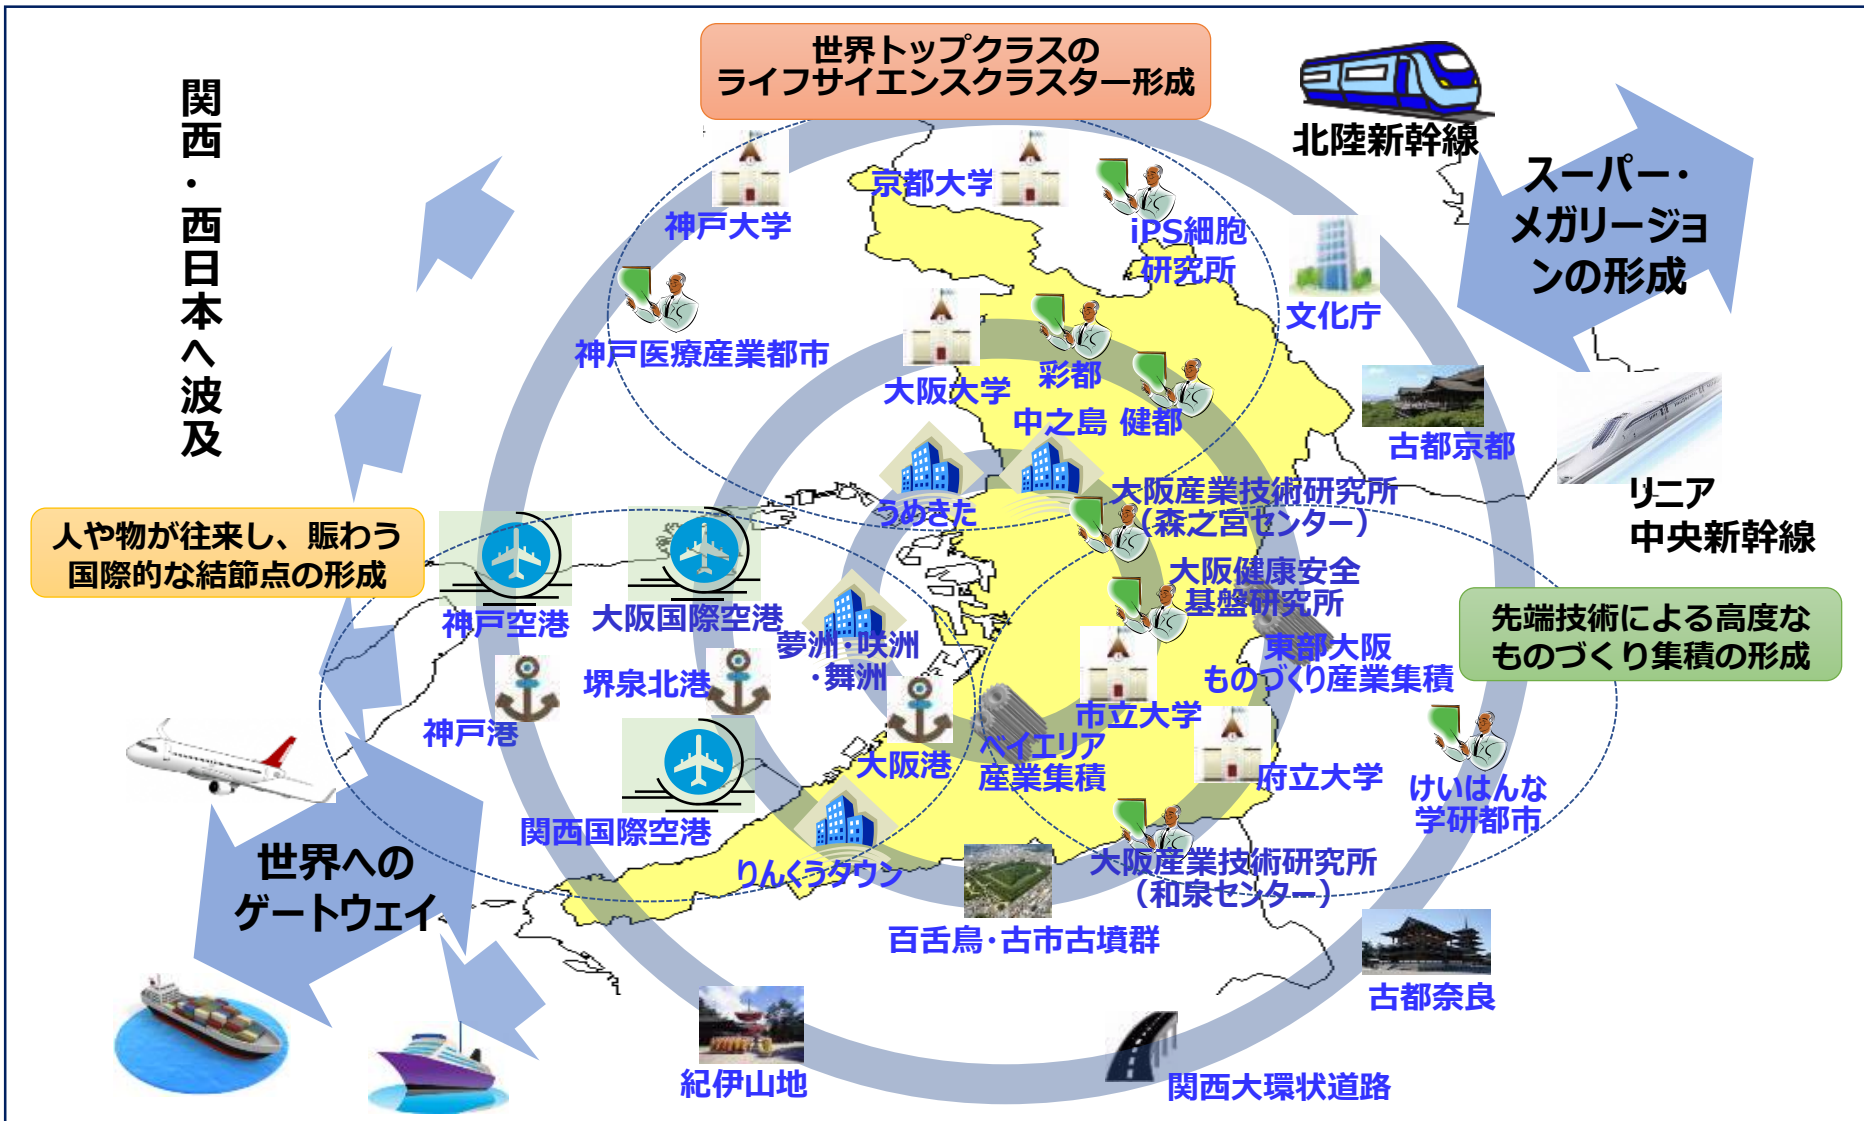 世界トップクラスの
ライフサイエンスクラスター形成
関西・西日本へ波及
北陸新幹線
スーパー・
メガリージョ
ンの形成
京都大学
神戸大学
iPS細胞
研究所
文化庁
神戸医療産業都市
大阪大学
彩都
中之島
健都
古都京都
うめきた
大阪産業技術研究所
（森之宮センター）
リニア
中央新幹線
人や物が往来し、賑わう
国際的な結節点の形成
大阪健康安全
基盤研究所
神戸空港
大阪国際空港
夢洲・咲洲
・舞洲
東部大阪
ものづくり産業集積
先端技術による高度な
ものづくり集積の形成
堺泉北港
神戸港
大阪港
ベイエリア
産業集積
市立大学
府立大学
けいはんな
学研都市
関西国際空港
りんくうタウン
大阪産業技術研究所
（和泉センター）
世界への
ゲートウェイ
百舌鳥・古市古墳群
古都奈良
紀伊山地
関西大環状道路